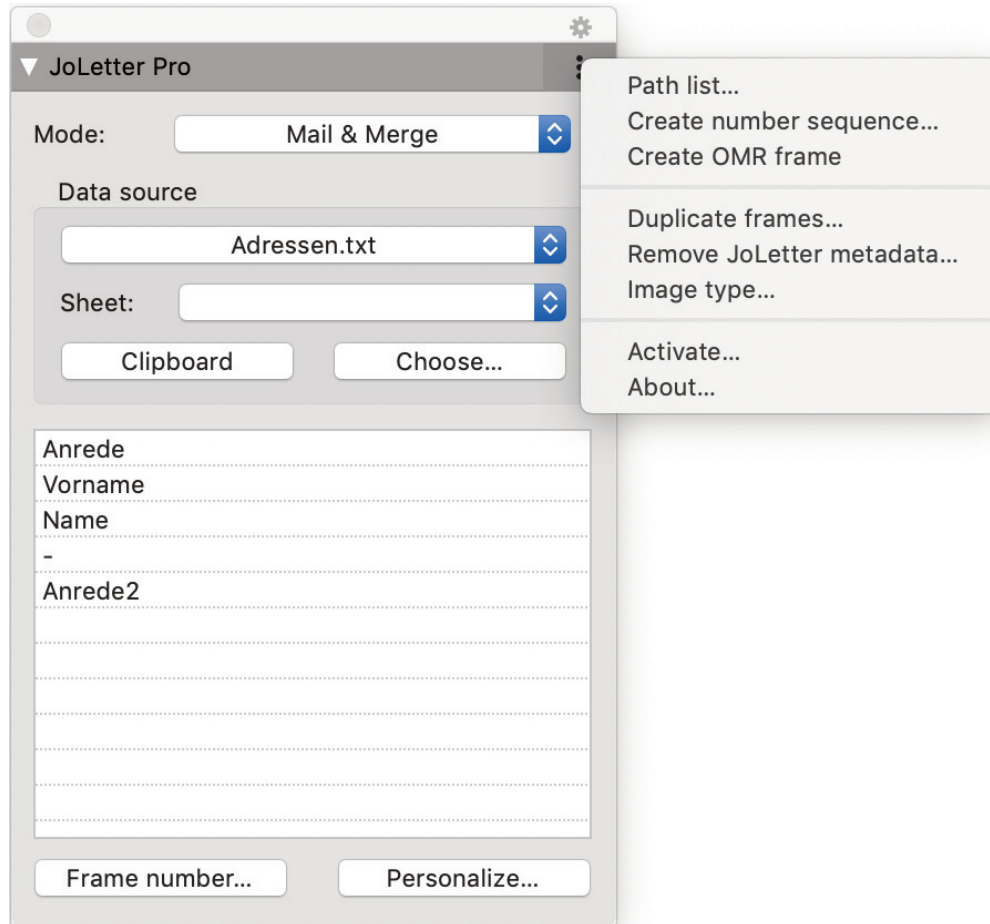 JoLetter Pro
Mode: Mail & Merge
Data source
Adressen.txt
Sheet:
Clipboard Choose...
Anrede
Vorname
Name
-
Anrede2
Frame number... Personalize...
Path list...
Create number sequence...
Create OMR frame
Duplicate frames...
Remove JoLetter metadata...
Image type...
Activate...
About...